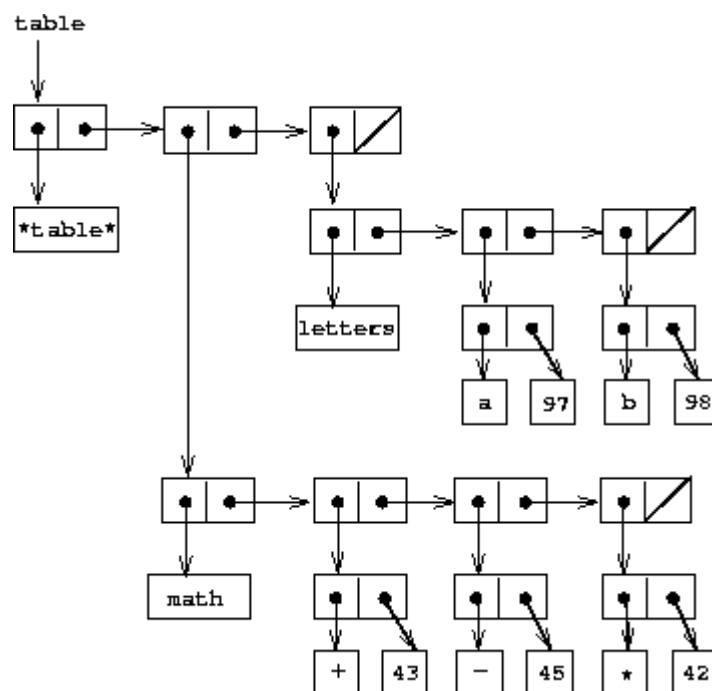 table
*table*
letters
a 97 b 98
math
+ 43 - 45 * 42